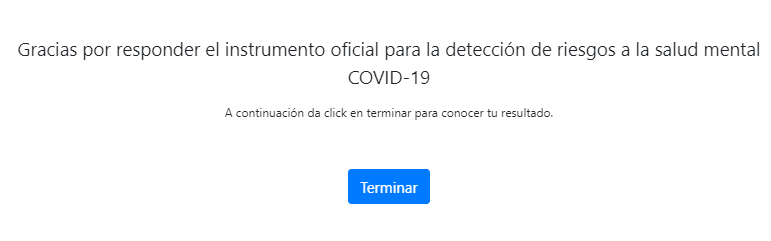 Gracias por responder el instrumento oficial para la detección de riesgos a la salud mental
COVID-19
A continuación da click en terminar para conocer tu resultado.
Terminar